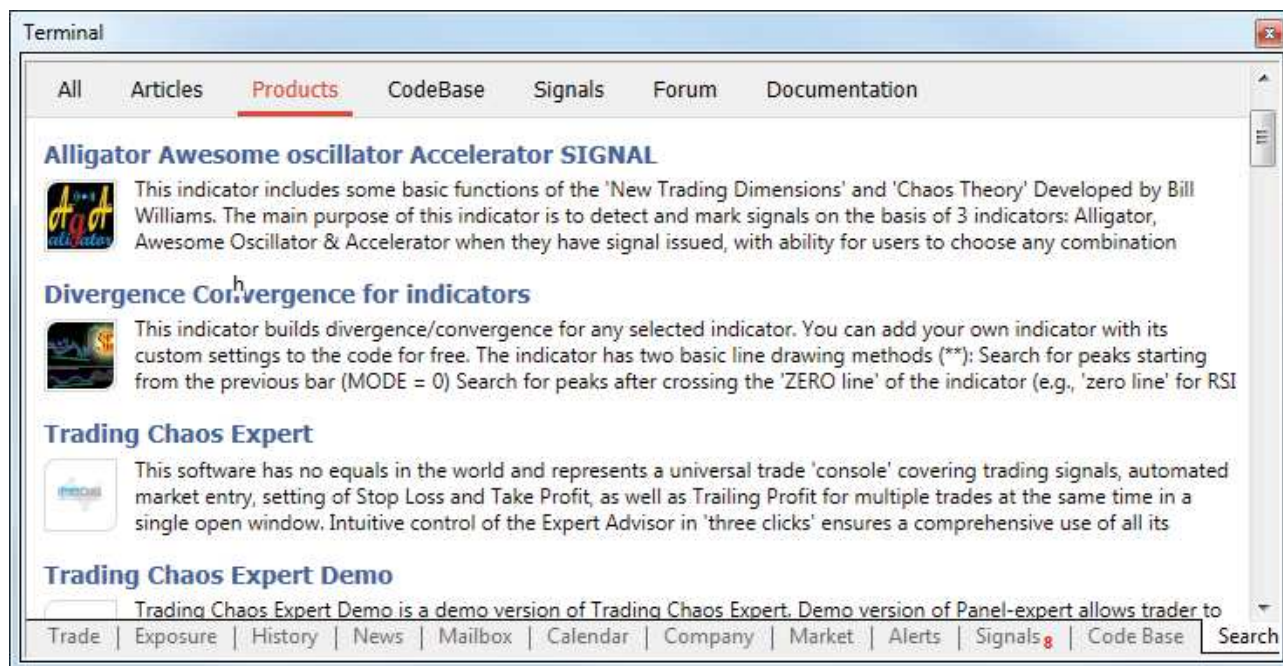 Terminal
All Articles Products CodeBase Signals Forum Documentation
Alligator Awesome oscillator Accelerator SIGNAL
This indicator includes some basic functions of the 'New Trading Dimensions' and 'Chaos Theory' Developed by Bill
Williams. The main purpose of this indicator is to detect and mark signals on the basis of 3 indicators: Alligator,
Awesome Oscillator & Accelerator when they have signal issued, with ability for users to choose any combination
Divergence Convergence for indicators
This indicator builds divergence/convergence for any selected indicator. You can add your own indicator with its
custom settings to the code for free. The indicator has two basic line drawing methods (**): Search for peaks starting
from the previous bar (MODE = 0) Search for peaks after crossing the 'ZERO line' of the indicator (e.g., 'zero line' for RSI
Trading Chaos Expert
This software has no equals in the world and represents a universal trade 'console' covering trading signals, automated
market entry, setting of Stop Loss and Take Profit, as well as Trailing Profit for multiple trades at the same time in a
single open window. Intuitive control of the Expert Advisor in 'three clicks' ensures a comprehensive use of all its
Trading Chaos Expert Demo
Trading Chaos Expert Demo is a demo version of Trading Chaos Expert. Demo version of Panel-expert allows trader to
Trade | Exposure | History | News | Mailbox | Calendar | Company | Market | Alerts | Signals 8 | Code Base | Search